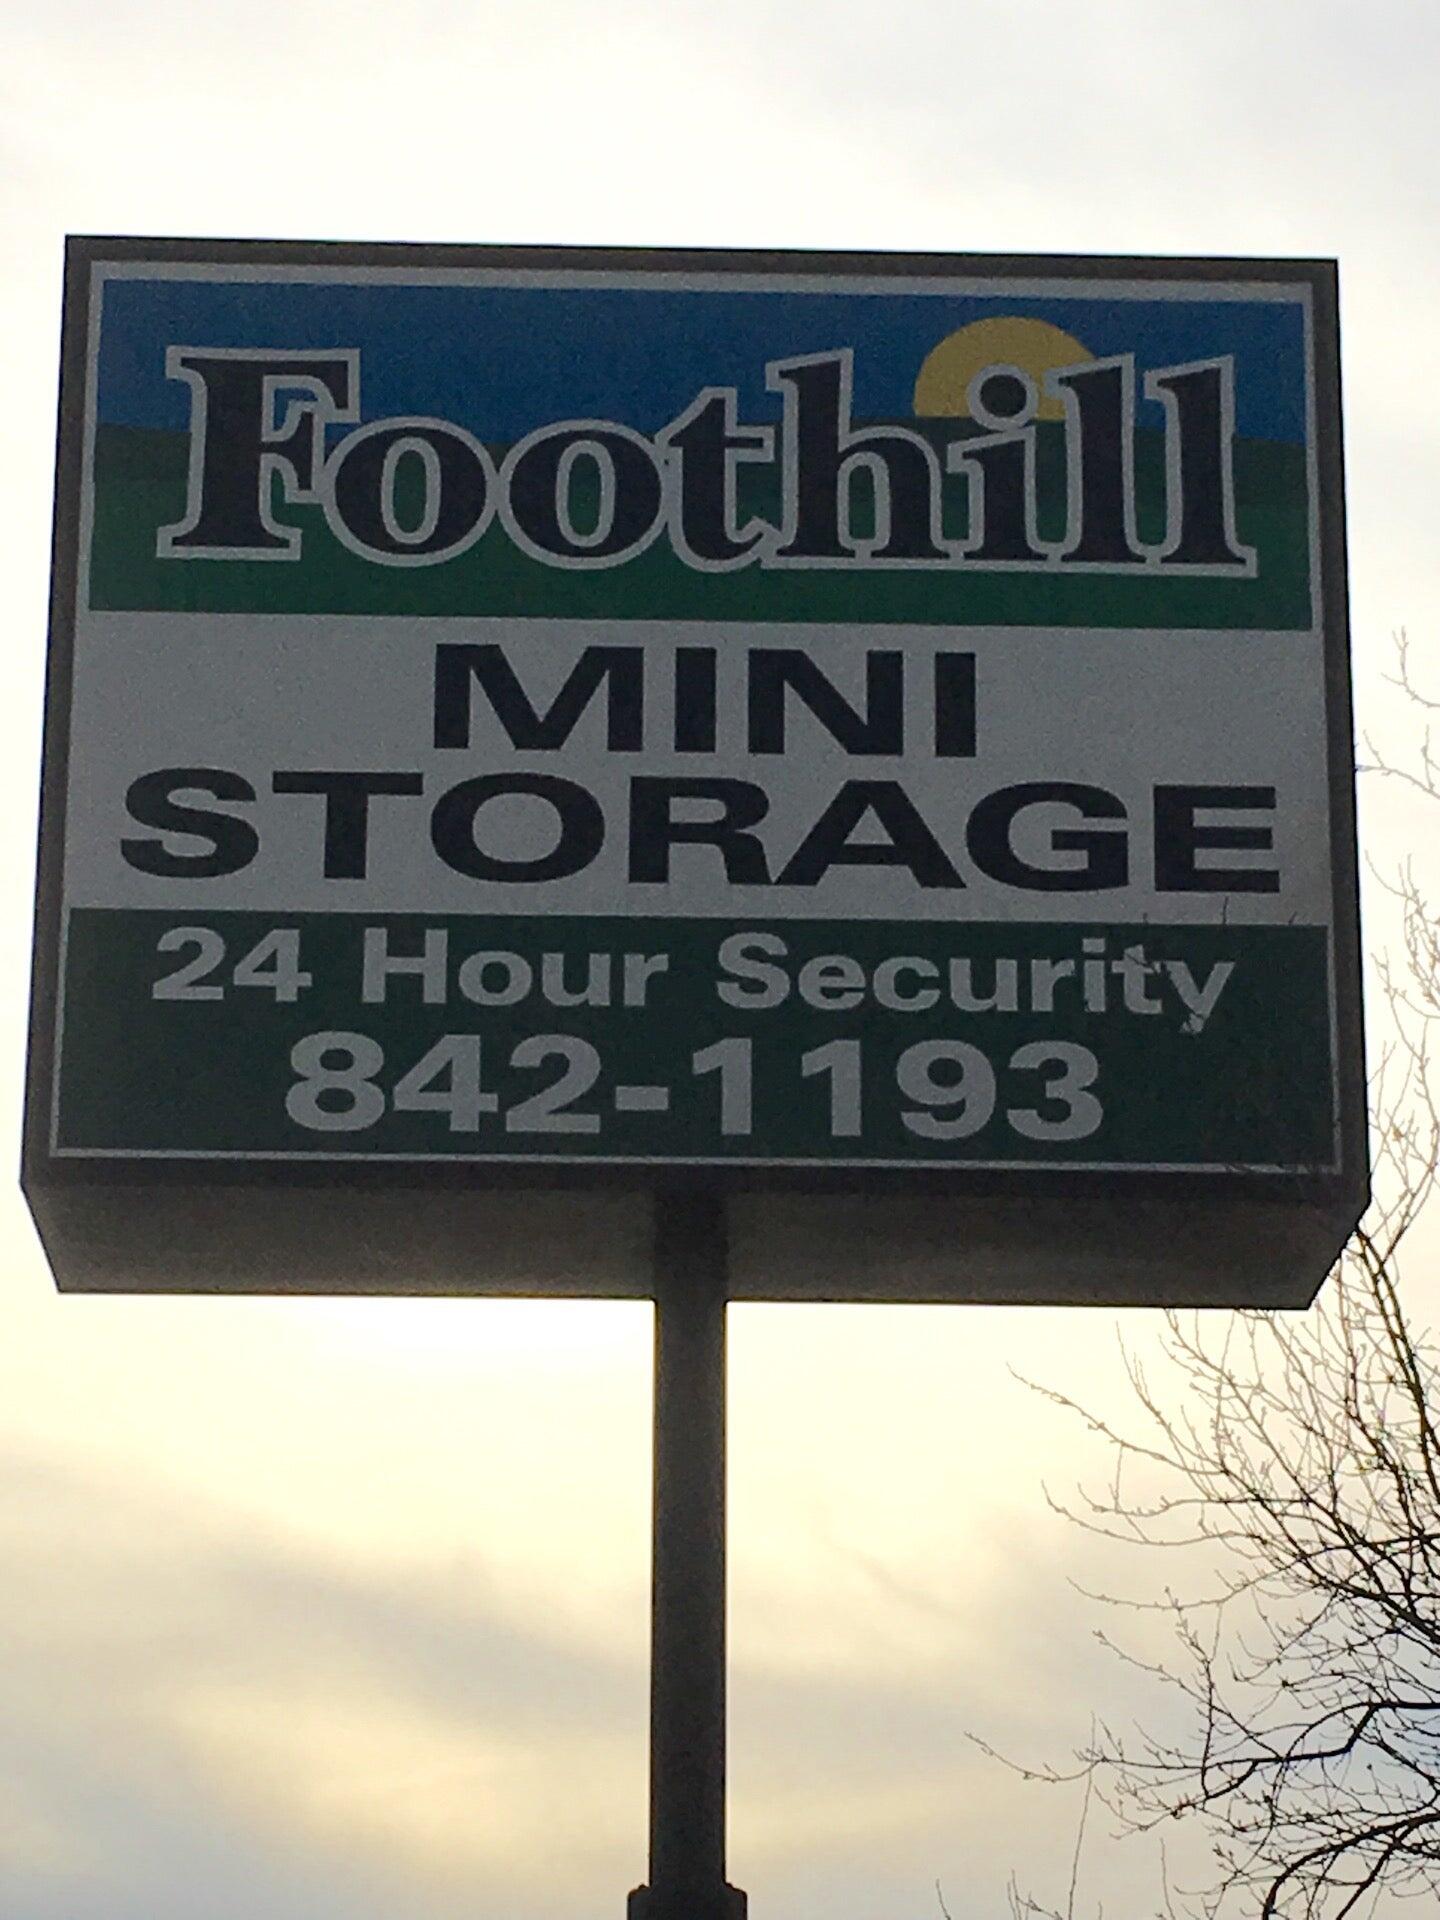 Foothill
MINI
STORAGE
24 Hour Security
842-1193